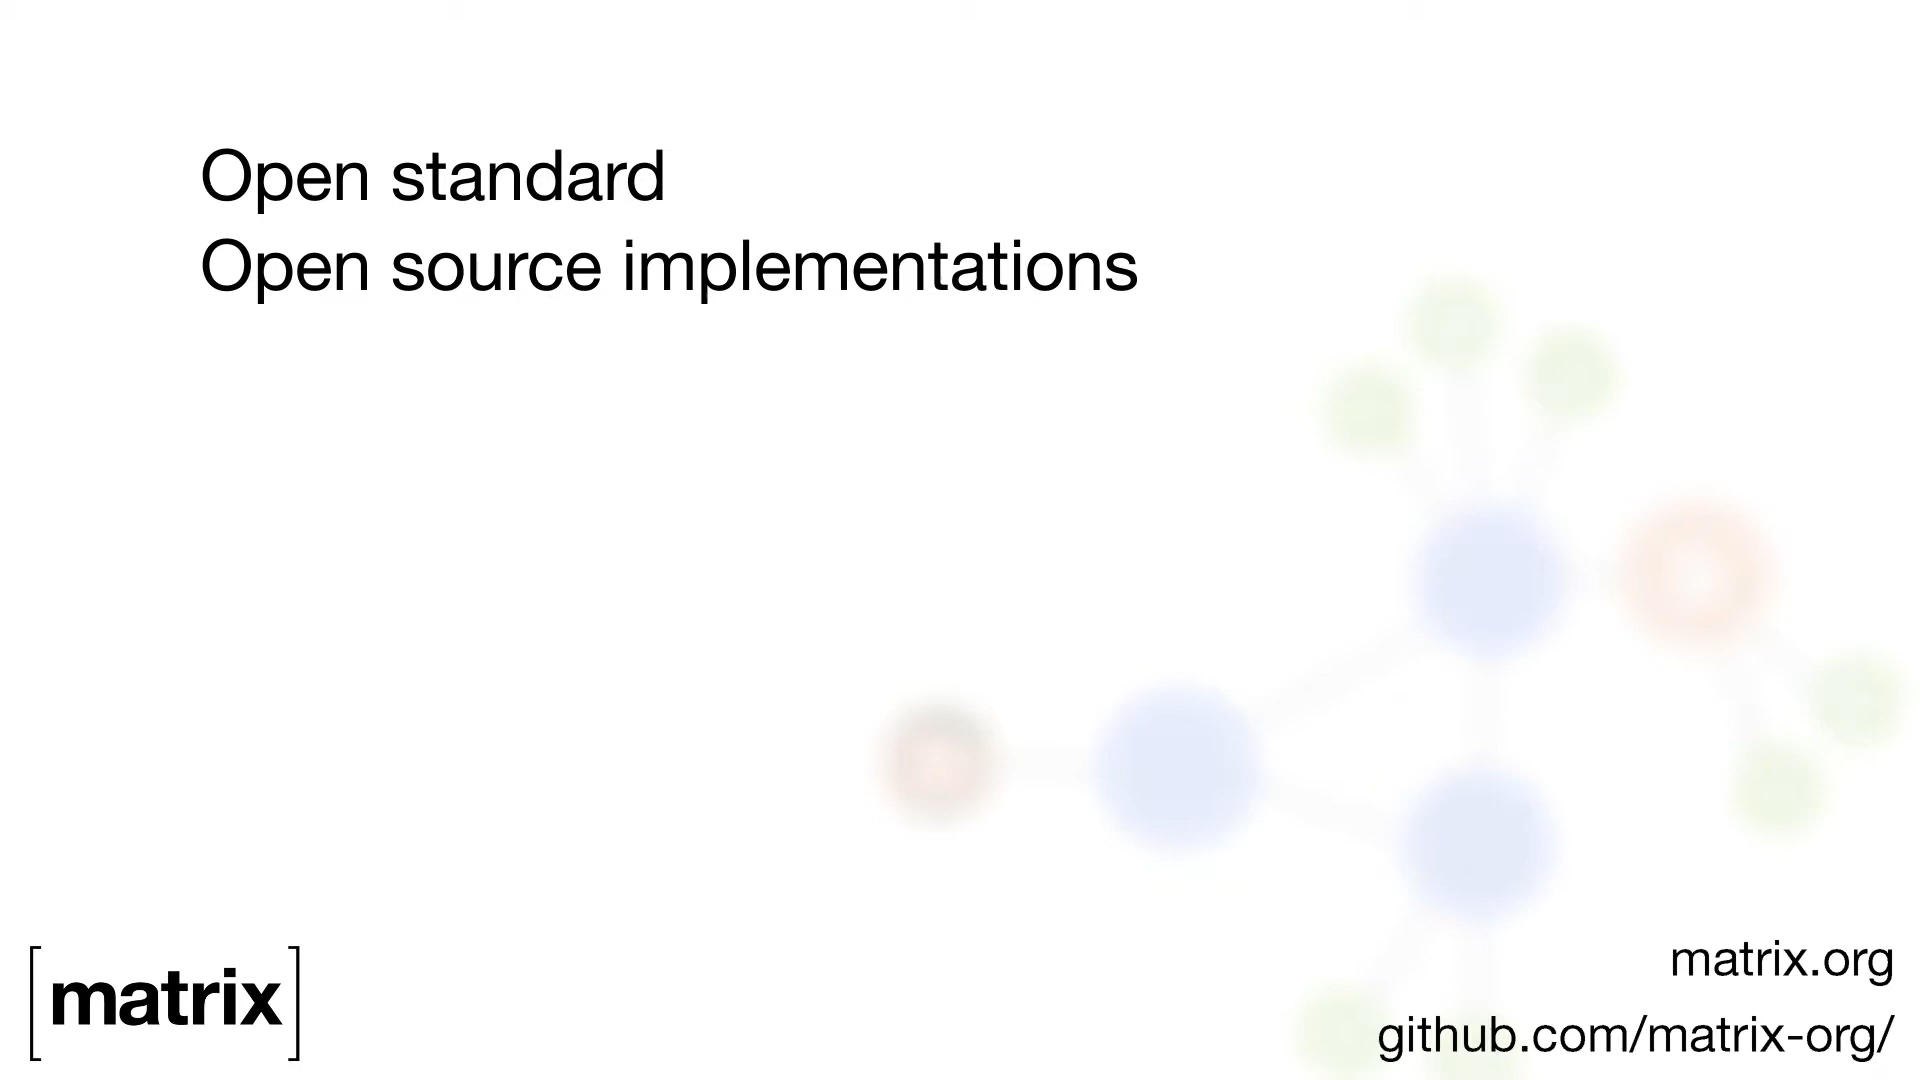 Open standard
Open source implementations
[matrix]
matrix.org
github.com/matrix-org/